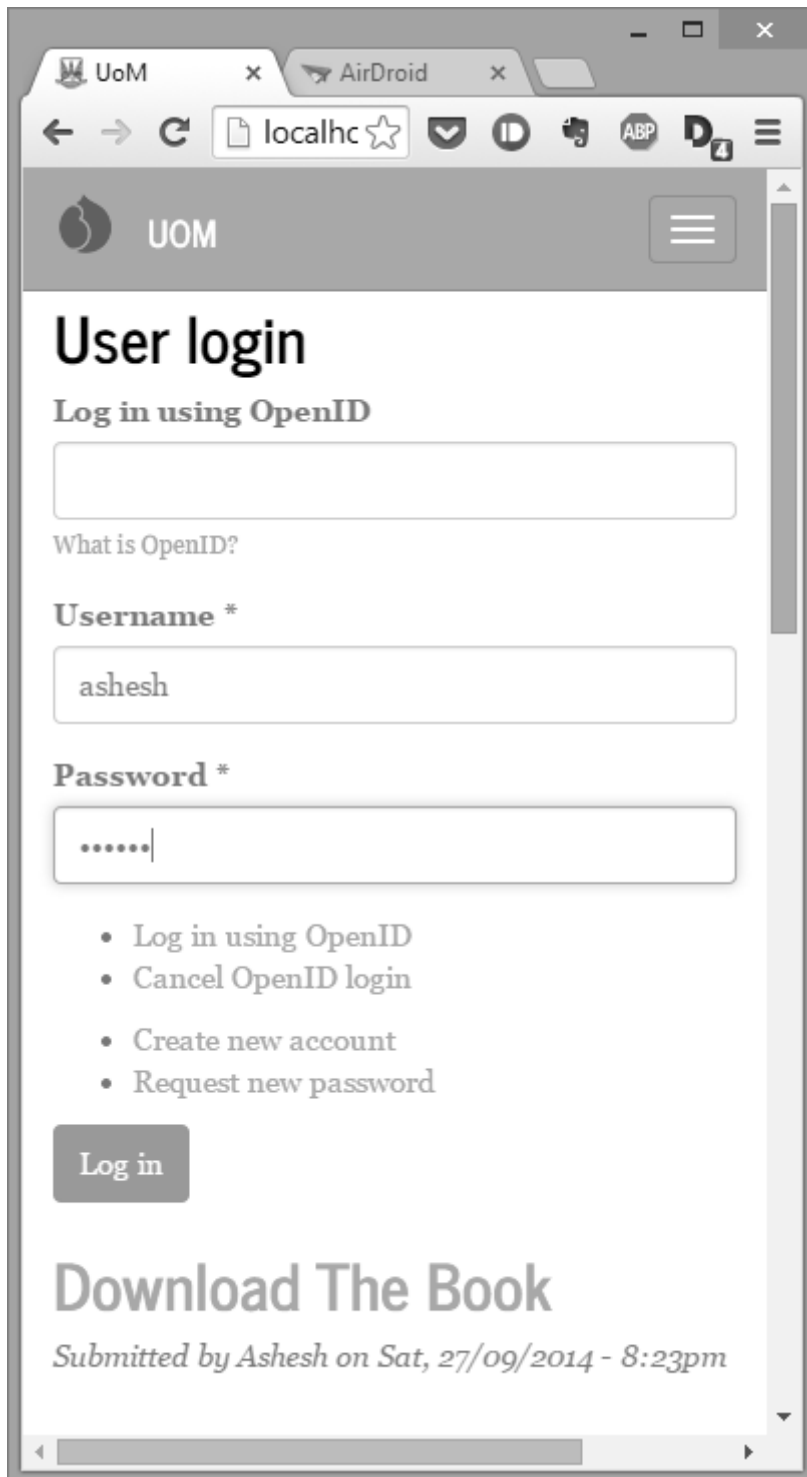 UoM AirDroid
localhc ABP 4
UOM
User login
Log in using OpenID
What is OpenID?
Username *
ashesh
Password *
••••••
• Log in using OpenID
• Cancel OpenID login
• Create new account
• Request new password
Log in
Download The Book
Submitted by Ashesh on Sat, 27/09/2014 - 8:23pm